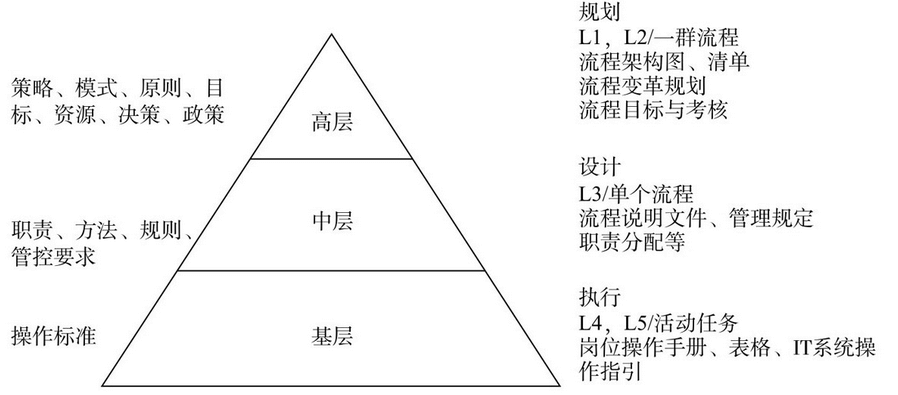 规划
L1，L2/一群流程
流程架构图、清单
流程变革规划
流程目标与考核
策略、模式、原则、目
标、资源、决策、政策
高层
设计
L3/单个流程
流程说明文件、管理规定
职责分配等
职责、方法、规则、
管控要求
中层
执行
L4，L5/活动任务
岗位操作手册、表格、IT系统操
作指引
操作标准
基层